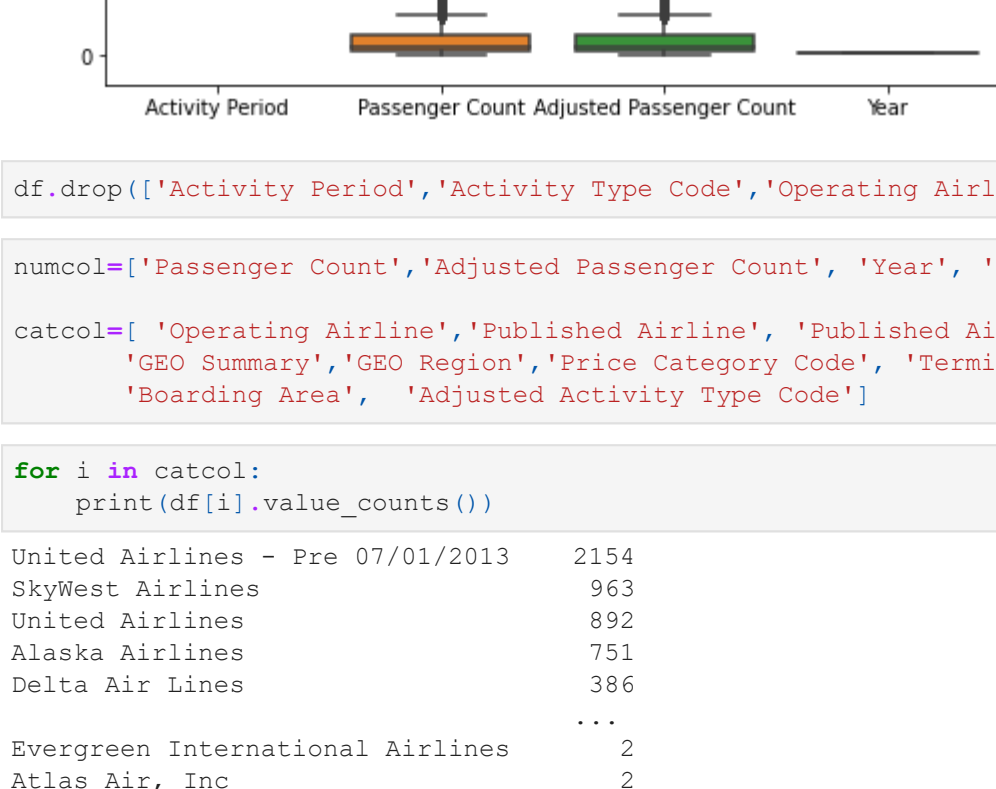 0
Activity Period Passenger Count Adjusted Passenger Count Year
df.drop(['Activity Period','Activity Type Code','Operating Airl
numcol=['Passenger Count','Adjusted Passenger Count', 'Year', '
catcol=[ 'Operating Airline','Published Airline', 'Published Ai
'GEO Summary','GEO Region','Price Category Code', 'Termi
'Boarding Area',  'Adjusted Activity Type Code']
for i in catcol:
    print(df[i].value_counts())
United Airlines - Pre 07/01/2013    2154
SkyWest Airlines                     963
United Airlines                      892
Alaska Airlines                      751
Delta Air Lines                      386
...
Evergreen International Airlines       2
Atlas Air, Inc                         2